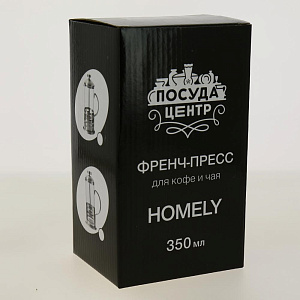 ПОСУДА
ЦЕНТР
ФРЕНЧ-ПРЕСС
для кофе и чая
HOMELY
350 мл